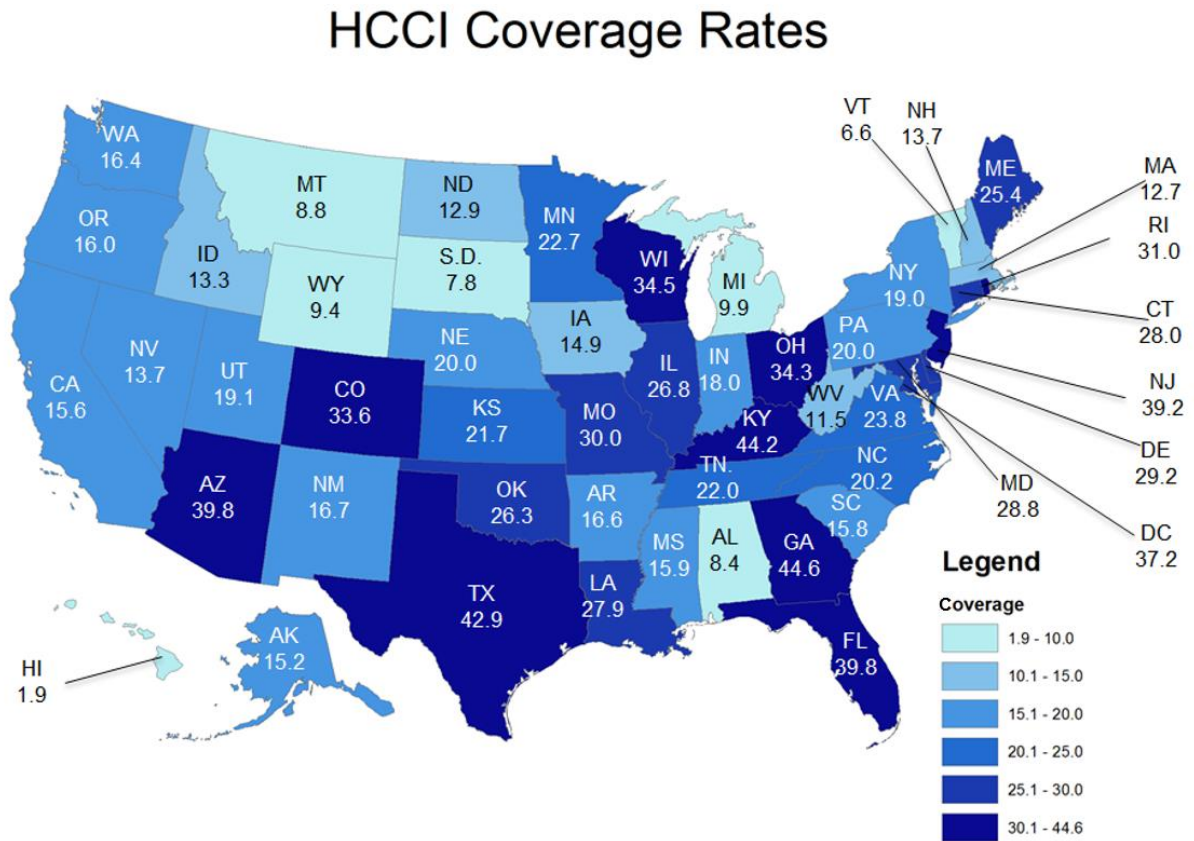 HCCI Coverage Rates
WA
16.4
OR
16.0
CA
15.6
NV
13.7
ID
13.3
MT
8.8
WY
9.4
UT
19.1
AZ
39.8
CO
33.6
NM
16.7
ND
12.9
S.D.
7.8
NE
20.0
KS
21.7
OK
26.3
TX
42.9
MN
22.7
IA
14.9
MO
30.0
AR
16.6
LA
27.9
WI
34.5
IL
26.8
MI
9.9
IN
18.0
OH
34.3
KY
44.2
TN.
22.0
MS
15.9
AL
8.4
GA
44.6
FL
39.8
SC
15.8
NC
20.2
VA
23.8
WV
11.5
PA
20.0
NY
19.0
ME
25.4
VT
6.6
NH
13.7
MA
12.7
RI
31.0
CT
28.0
NJ
39.2
DE
29.2
MD
28.8
DC
37.2
AK
15.2
HI
1.9
Legend
Coverage
1.9 - 10.0
10.1 - 15.0
15.1 - 20.0
20.1 - 25.0
25.1 - 30.0
30.1 - 44.6